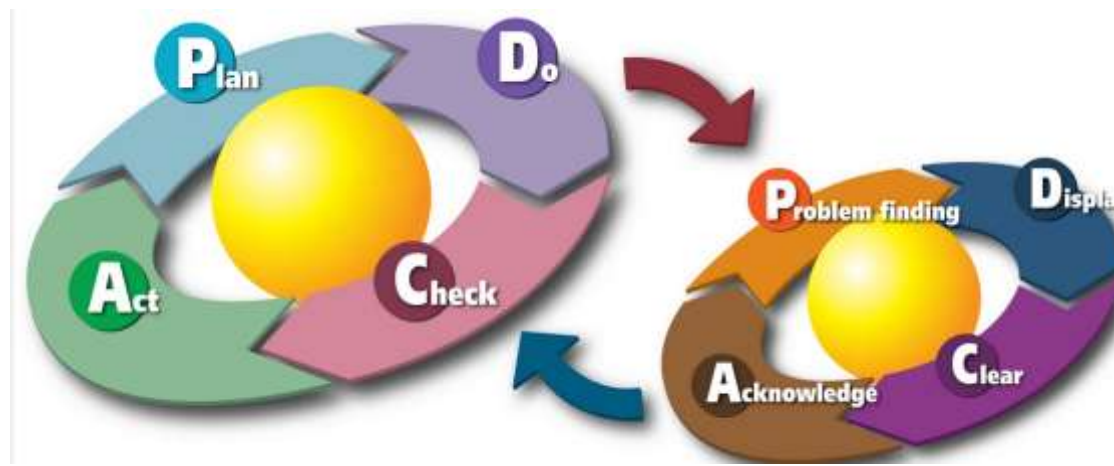 Plan
Do
Check
Act
Problem finding
Displa
Clear
Acknowledge